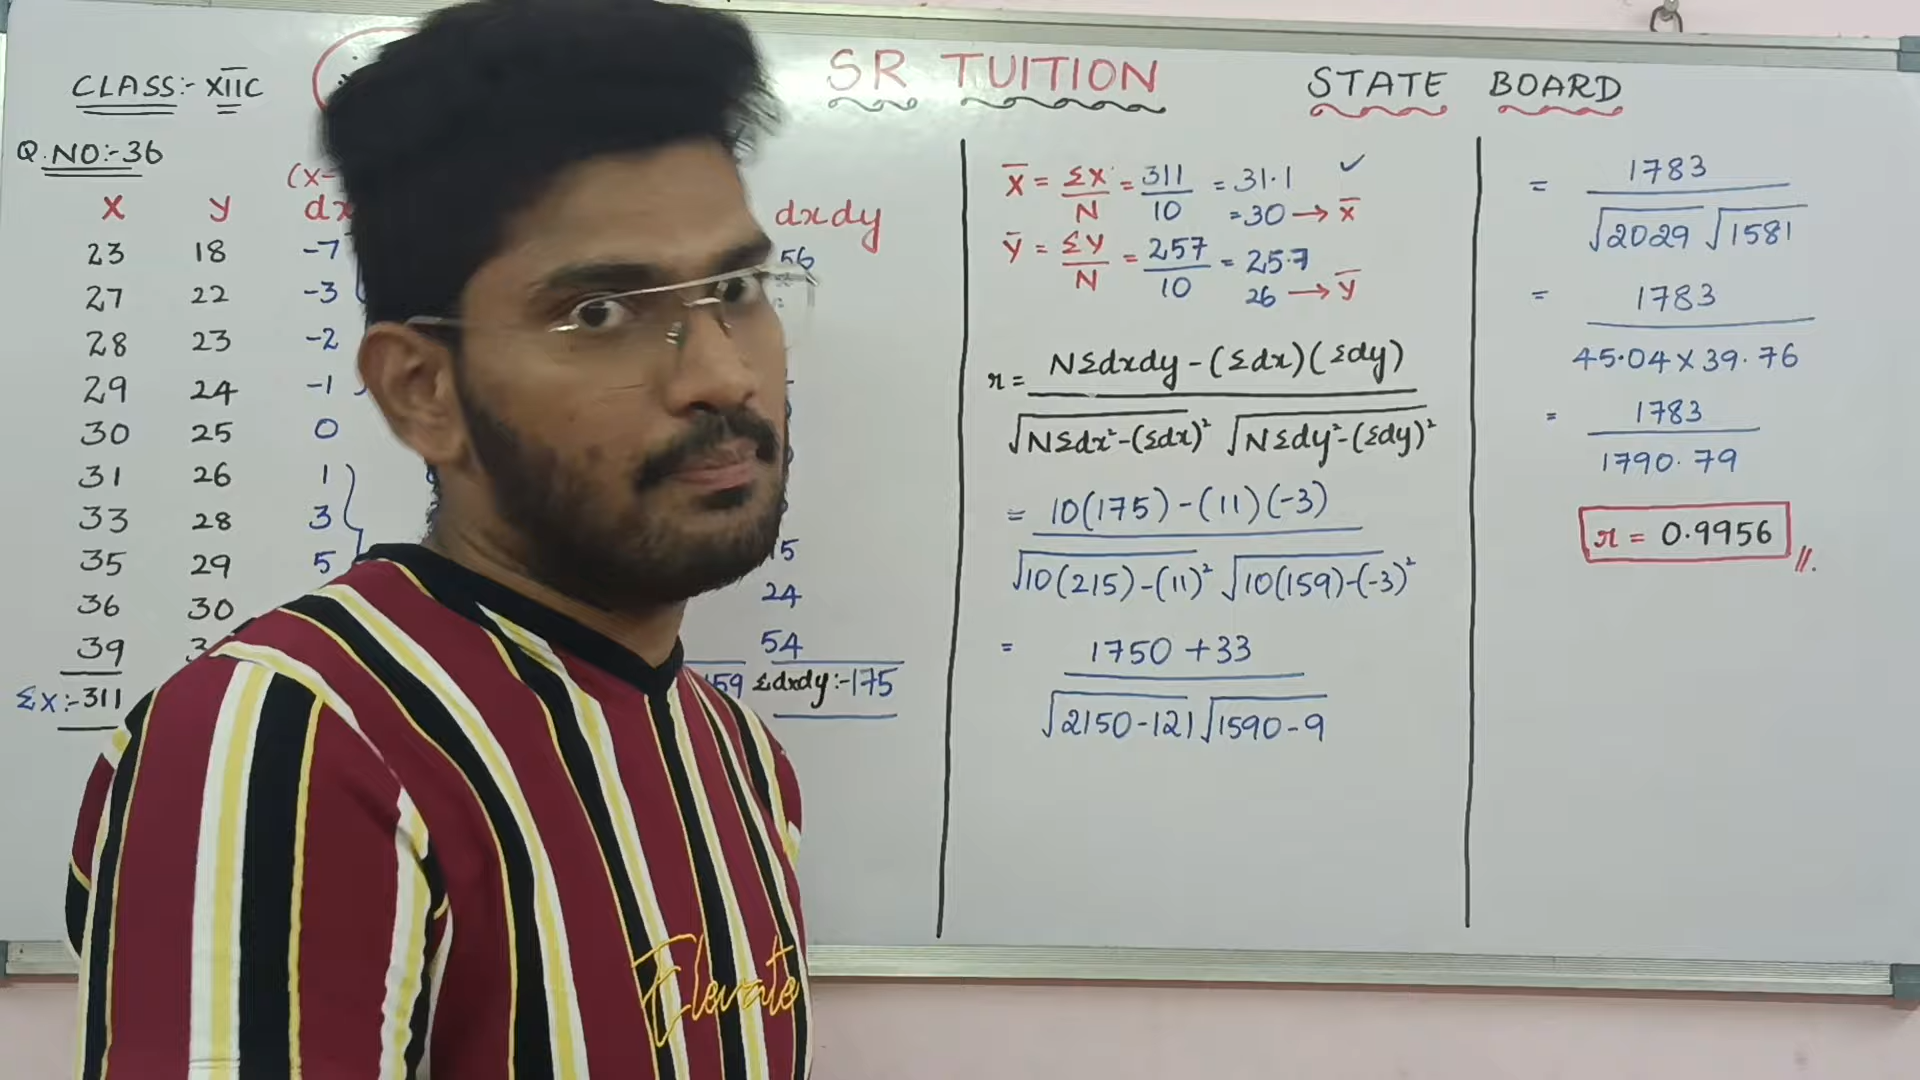 CLASS:- XIIC
SR TUITION
STATE BOARD
Q.NO:-36
(x-
x y dx
23 18 -7
27 22 -3
28 23 -2
29 24 -1
30 25 0
31 26 1
33 28 3
35 29 5
36 30
39 3
Σx:-311
dxdy
56
15
24
54
159 Σdxdy:-175
x̄ = Σx/N = 311/10 = 31.1 ✓
=30 → x̄
ȳ = Σy/N = 257/10 = 25.7
26 → ȳ
r = NΣdxdy - (Σdx)(Σdy)
√NΣdx²-(Σdx)² √NΣdy²-(Σdy)²
= 10(175)-(11)(-3)
√10(215)-(11)² √10(159)-(-3)²
= 1750 +33
√2150-121 √1590-9
= 1783
√2029 √1581
= 1783
45.04 × 39.76
= 1783
1790.79
r = 0.9956 //.
Elevate